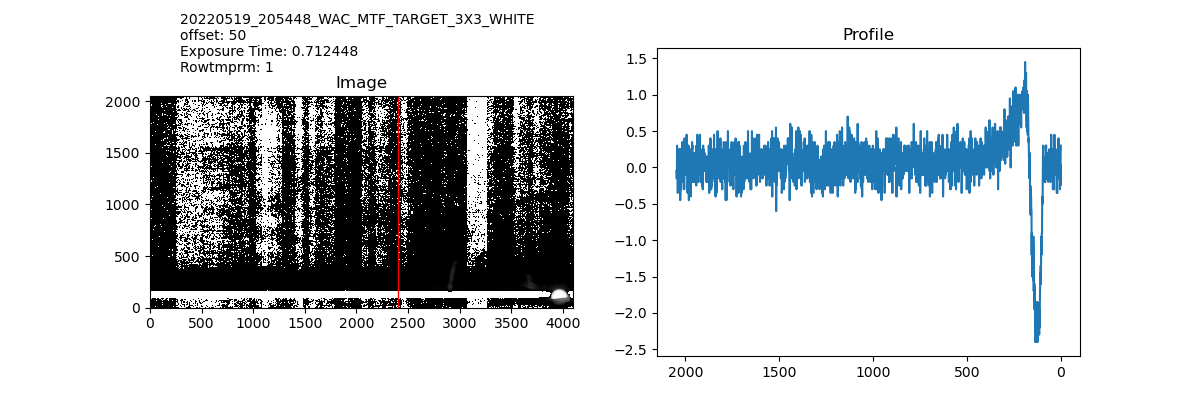 20220519_205448_WAC_MTF_TARGET_3X3_WHITE
offset: 50
Exposure Time: 0.712448
Rowtmprm: 1
Image
2000
1500
1000
500
0
0 500 1000 1500 2000 2500 3000 3500 4000
Profile
1.5
1.0
0.5
0.0
−0.5
−1.0
−1.5
−2.0
−2.5
2000 1500 1000 500 0